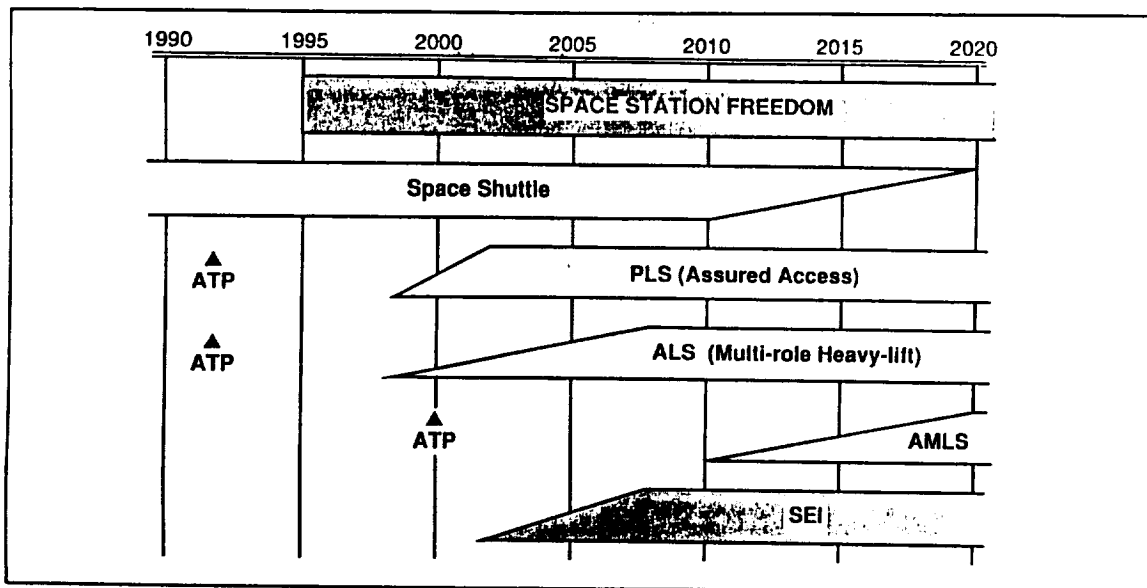 1990 1995 2000 2005 2010 2015 2020
SPACE STATION FREEDOM
Space Shuttle
ATP
PLS (Assured Access)
ATP
ALS (Multi-role Heavy-lift)
ATP
AMLS
SEI